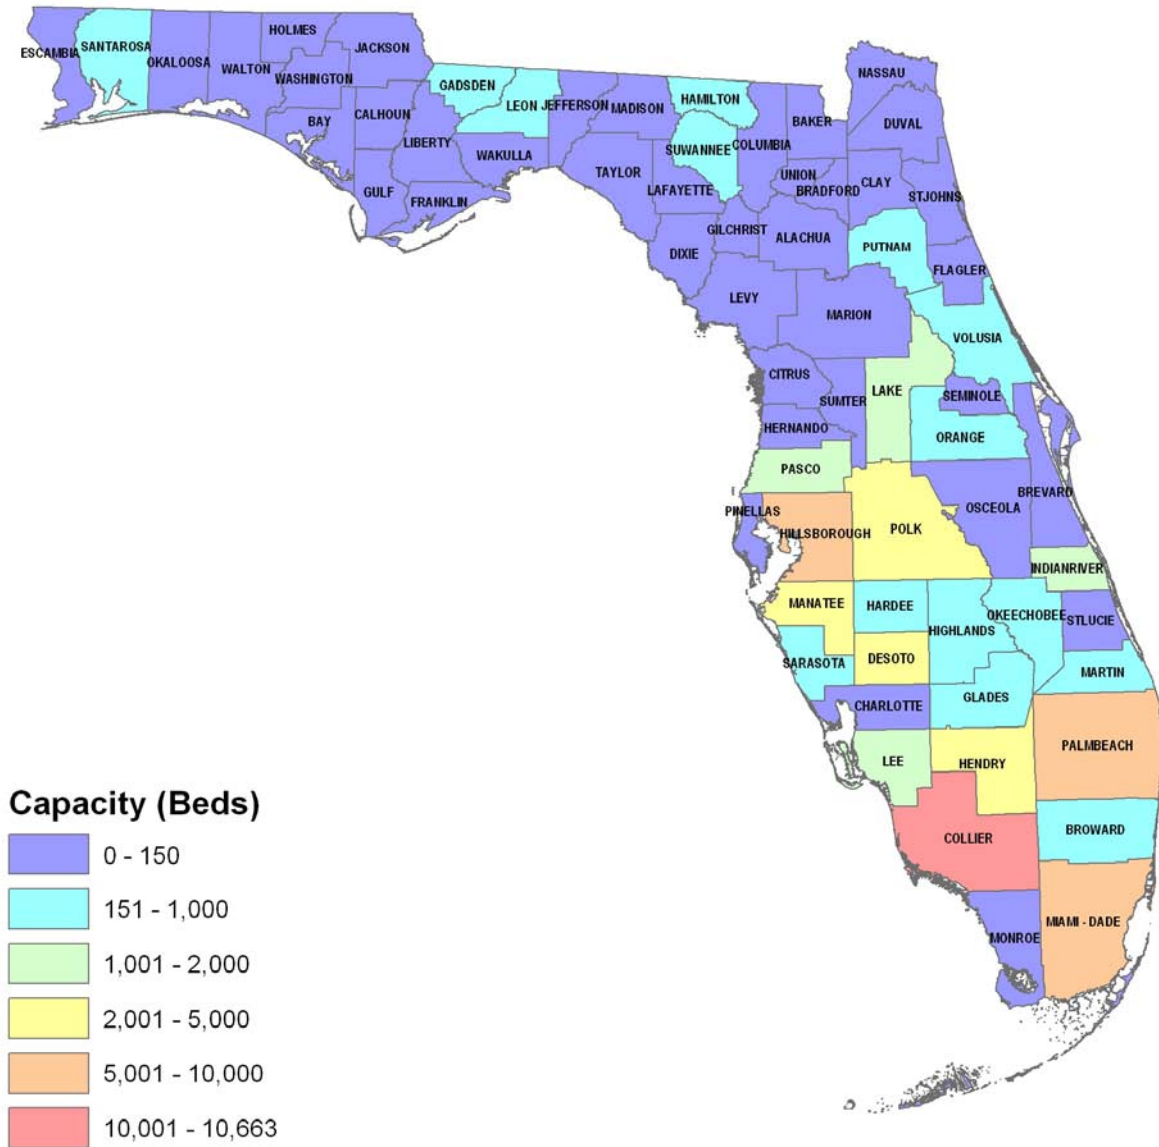 HOLMES
ESCAMBIA
SANTAROSA
OKALOOSA
WALTON
JACKSON
WASHINGTON
BAY
CALHOUN
GADSDEN
LEON
JEFFERSON
MADISON
HAMILTON
NASSAU
LIBERTY
WAKULLA
SUWANNEE
COLUMBIA
BAKER
DUVAL
GULF
FRANKLIN
TAYLOR
LAFAYETTE
UNION
BRADFORD
CLAY
STJOHNS
DIXIE
GILCHRIST
ALACHUA
PUTNAM
FLAGLER
LEVY
MARION
VOLUSIA
CITRUS
SUMTER
LAKE
SEMINOLE
HERNANDO
ORANGE
PASCO
PINELLAS
HILLSBOROUGH
POLK
OSCEOLA
BREVARD
INDIANRIVER
MANATEE
HARDEE
HIGHLANDS
OKEECHOBEE
STLUCIE
SARASOTA
DESOTO
MARTIN
CHARLOTTE
GLADES
LEE
HENDRY
PALMBEACH
COLLIER
BROWARD
MONROE
MIAMI - DADE
Capacity (Beds)
0 - 150
151 - 1,000
1,001 - 2,000
2,001 - 5,000
5,001 - 10,000
10,001 - 10,663